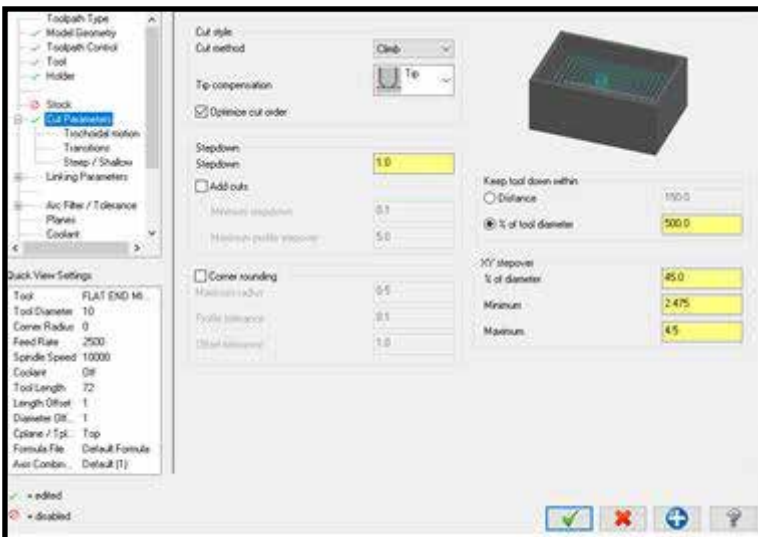 Toolpath Type
Model Geometry
Toolpath Control
Tool
Holder
Stock
Cut Parameters
Trochoidal motion
Transitions
Steep / Shallow
Linking Parameters
Arc Filter / Tolerance
Planes
Coolant
Quick View Settings
Tool FLAT END MI...
Tool Diameter 10
Corner Radius 0
Feed Rate 2500
Spindle Speed 10000
Coolant Off
Tool Length 72
Length Offset 1
Diameter Off... 1
Cplane / Tpl... Top
Formula File Default Formula
Axis Combin... Default (1)
= edited
= disabled
Cut style
Cut method Climb
Tip compensation Tip
Optimize cut order
Stepdown
Stepdown 1.0
Add cuts
Minimum stepdown 0.1
Maximum profile stepover 5.0
Corner rounding
Maximum radius 0.5
Profile tolerance 0.1
Offset tolerance 1.0
Keep tool down within
Distance 150.0
% of tool diameter 500.0
XY stepover
% of diameter 45.0
Minimum 2.475
Maximum 4.5